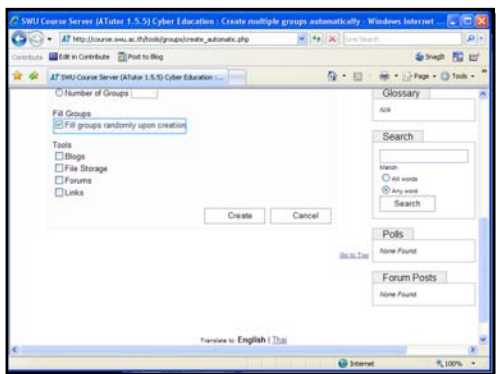 SWU Course Server (ATutor 1.5.5) Cyber Education : Create multiple groups automatically - Windows Internet ...
http://course.swu.ac.th/tools/groups/create_automatic.php
Live Search
Contribute Edit in Contribute Post to Blog
SnagIt
SWU Course Server (ATutor 1.5.5) Cyber Education : ...
Page Tools
Number of Groups
Fill Groups
Fill groups randomly upon creation
Tools
Blogs
File Storage
Forums
Links
Create Cancel
Go to Top
Glossary
N/A
Search
Match
All words
Any word
Search
Polls
None Found
Forum Posts
None Found
Translate to English | Thai
Internet
100%